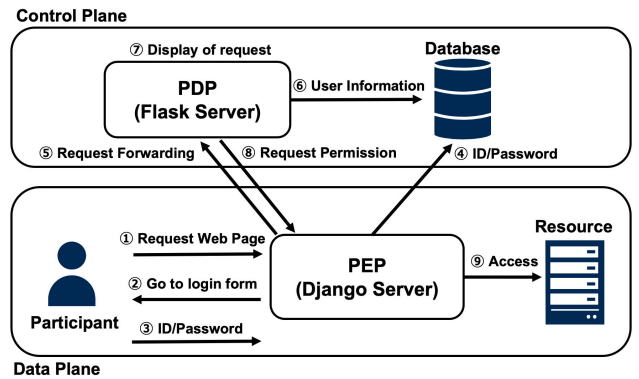 Control Plane
⑦ Display of request
Database
PDP
(Flask Server)
⑥ User Information
⑤ Request Forwarding
⑧ Request Permission
④ ID/Password
① Request Web Page
Resource
PEP
(Django Server)
⑨ Access
② Go to login form
Participant
③ ID/Password
Data Plane